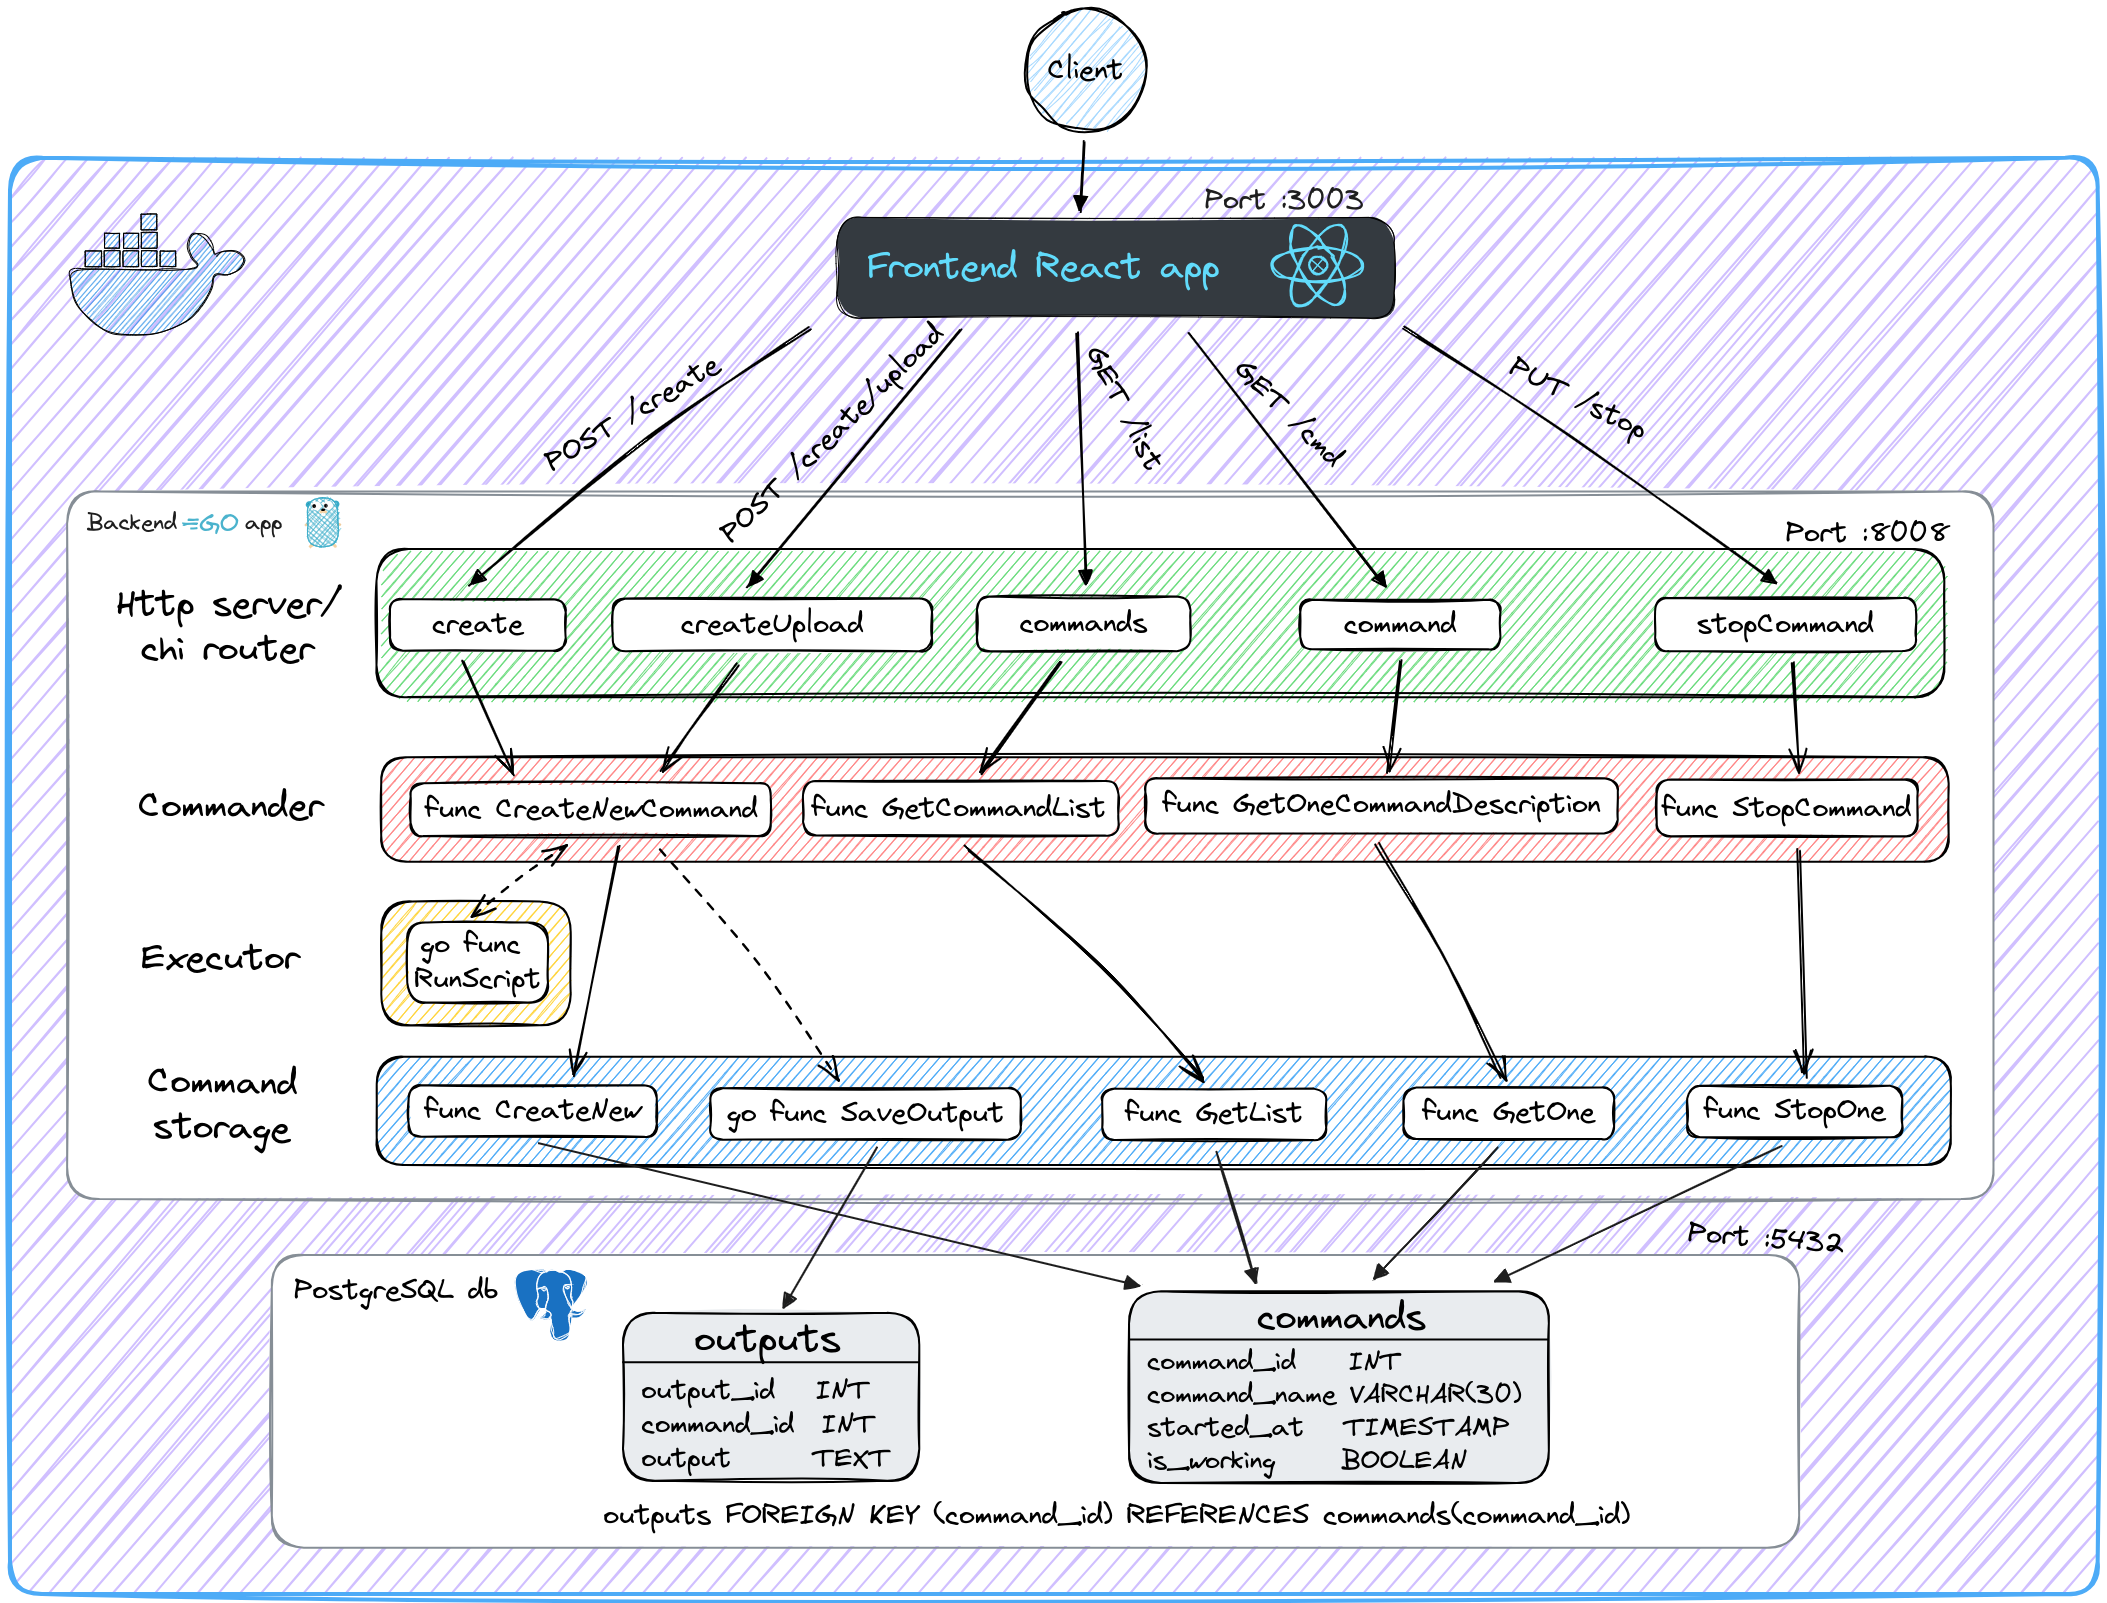 Client
Port :3003
Frontend React app
POST /create
POST /create/upload
GET /list
GET /cmd
PUT /stop
Backend GO app
Port :8008
Http server/
chi router
create
createUpload
commands
command
stopCommand
Commander
func CreateNewCommand
func GetCommandList
func GetOneCommandDescription
func StopCommand
Executor
go func
RunScript
Command
storage
func CreateNew
go func SaveOutput
func GetList
func GetOne
func StopOne
Port :5432
PostgreSQL db
outputs
output_id INT
command_id INT
output TEXT
commands
command_id INT
command_name VARCHAR(30)
started_at TIMESTAMP
is_working BOOLEAN
outputs FOREIGN KEY (command_id) REFERENCES commands(command_id)